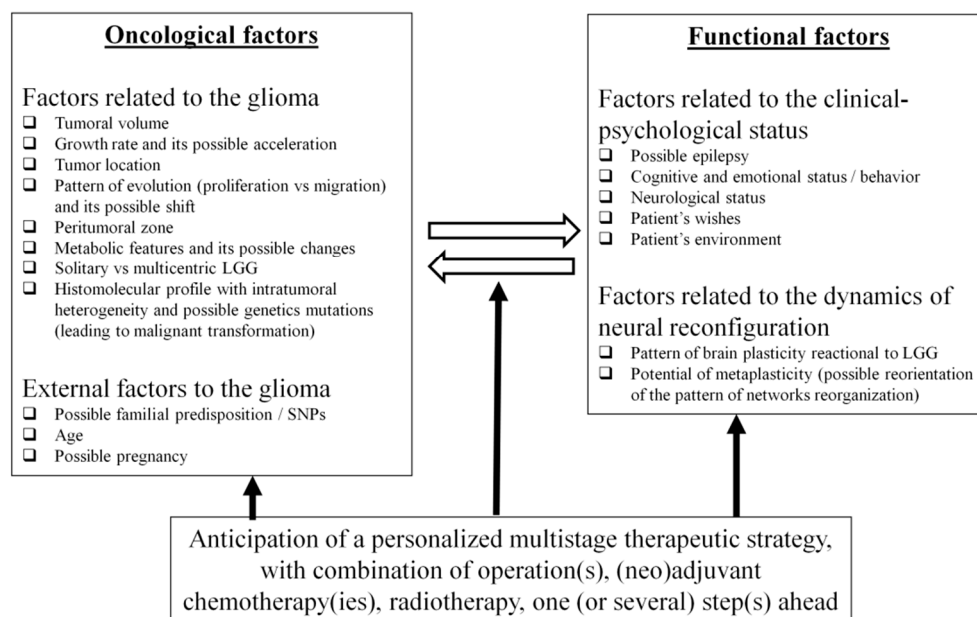 Oncological factors
Factors related to the glioma
❑ Tumoral volume
❑ Growth rate and its possible acceleration
❑ Tumor location
❑ Pattern of evolution (proliferation vs migration)
and its possible shift
❑ Peritumoral zone
❑ Metabolic features and its possible changes
❑ Solitary vs multicentric LGG
❑ Histomolecular profile with intratumoral
heterogeneity and possible genetics mutations
(leading to malignant transformation)
External factors to the glioma
❑ Possible familial predisposition / SNPs
❑ Age
❑ Possible pregnancy
Functional factors
Factors related to the clinical-
psychological status
❑ Possible epilepsy
❑ Cognitive and emotional status / behavior
❑ Neurological status
❑ Patient's wishes
❑ Patient's environment
Factors related to the dynamics of
neural reconfiguration
❑ Pattern of brain plasticity reactional to LGG
❑ Potential of metaplasticity (possible reorientation
of the pattern of networks reorganization)
Anticipation of a personalized multistage therapeutic strategy,
with combination of operation(s), (neo)adjuvant
chemotherapy(ies), radiotherapy, one (or several) step(s) ahead